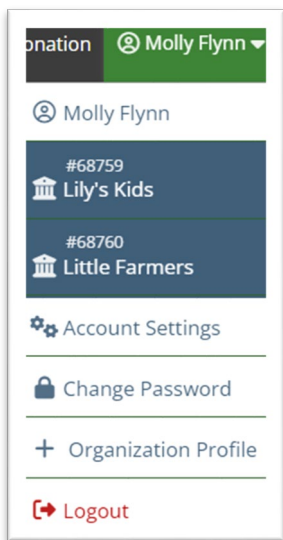 onation Molly Flynn
Molly Flynn
#68759
Lily's Kids
#68760
Little Farmers
Account Settings
Change Password
Organization Profile
Logout